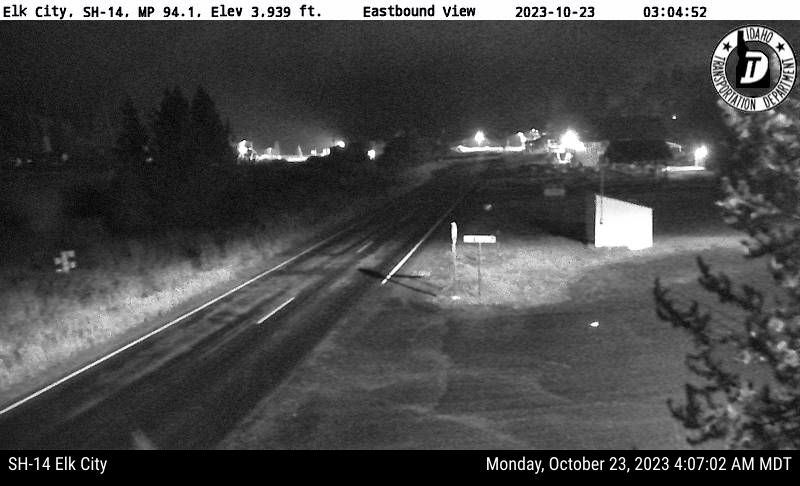 Elk City, SH-14, MP 94.1, Elev 3,939 ft. Eastbound View 2023-10-23 03:04:52
IDAHO
TRANSPORTATION DEPARTMENT
SH-14 Elk City Monday, October 23, 2023 4:07:02 AM MDT